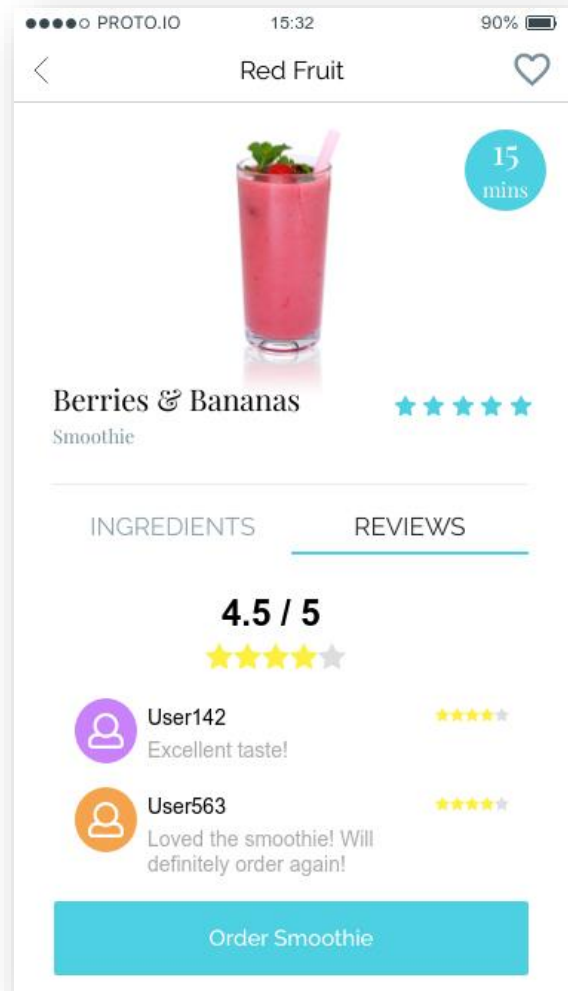 PROTO.IO 15:32 90%
Red Fruit
15
mins
Berries & Bananas
Smoothie
INGREDIENTS REVIEWS
4.5 / 5
User142
Excellent taste!
User563
Loved the smoothie! Will
definitely order again!
Order Smoothie